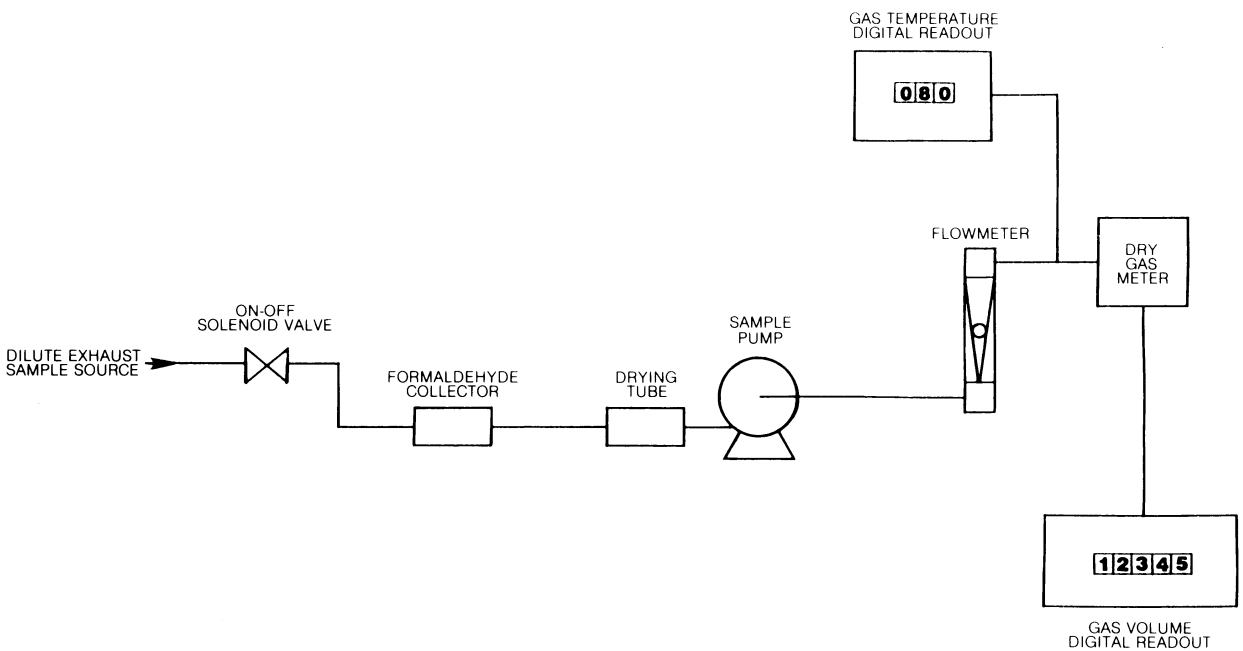 GAS TEMPERATURE
DIGITAL READOUT
080
FLOWMETER
DRY
GAS
METER
ON-OFF
SOLENOID VALVE
SAMPLE
PUMP
DILUTE EXHAUST
SAMPLE SOURCE
FORMALDEHYDE
COLLECTOR
DRYING
TUBE
12345
GAS VOLUME
DIGITAL READOUT